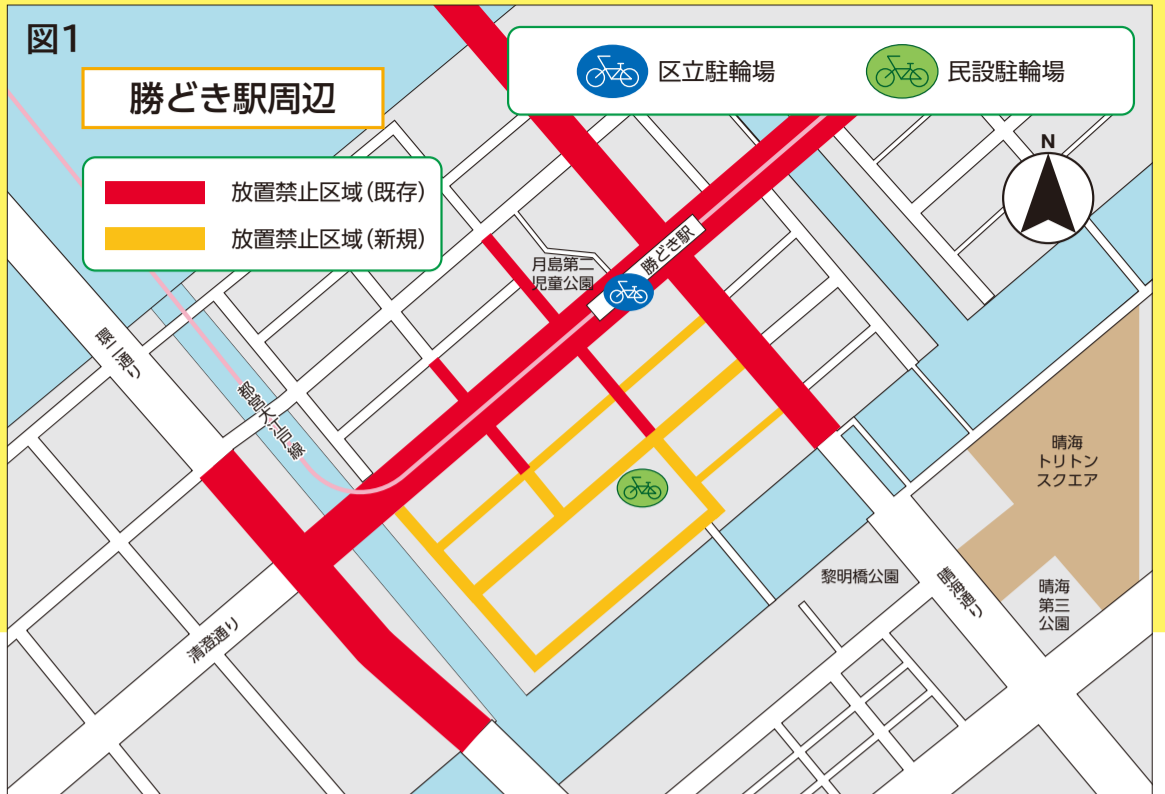 図1
勝どき駅周辺
区立駐輪場
民設駐輪場
N
放置禁止区域(既存)
放置禁止区域(新規)
月島第二
児童公園
勝どき駅
環二通り
都営大江戸線
清澄通り
晴海
トリトン
スクエア
黎明橋公園
晴海通り
晴海
第三
公園